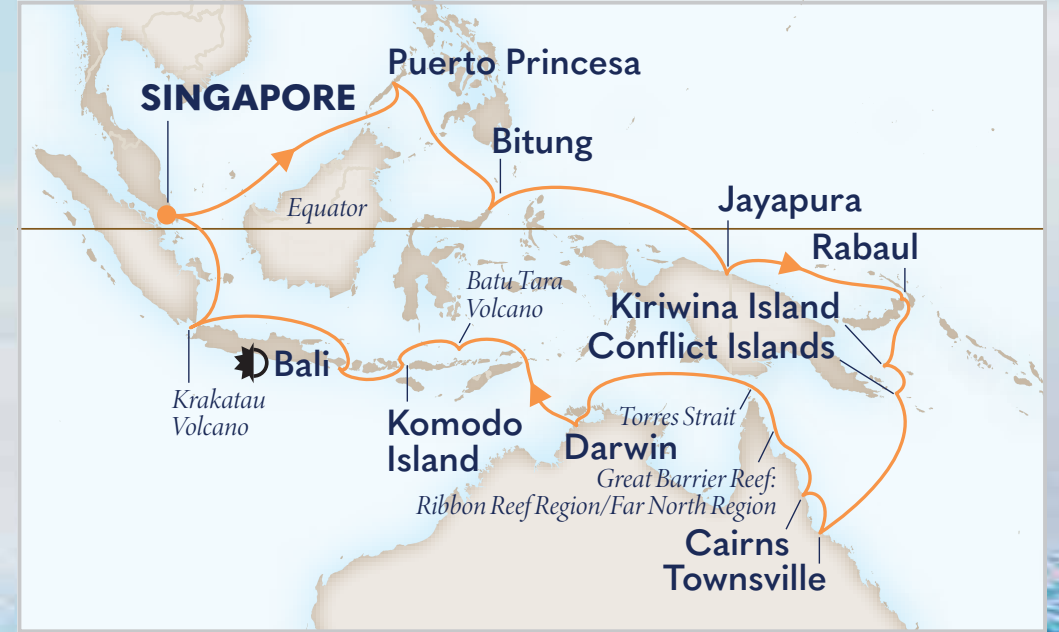 Puerto Princesa
SINGAPORE
Bitung
Equator
Jayapura
Rabaul
Batu Tara
Volcano
Kiriwina Island
Conflict Islands
Bali
Krakatau
Volcano
Komodo
Island
Torres Strait
Darwin
Great Barrier Reef:
Ribbon Reef Region/Far North Region
Cairns
Townsville